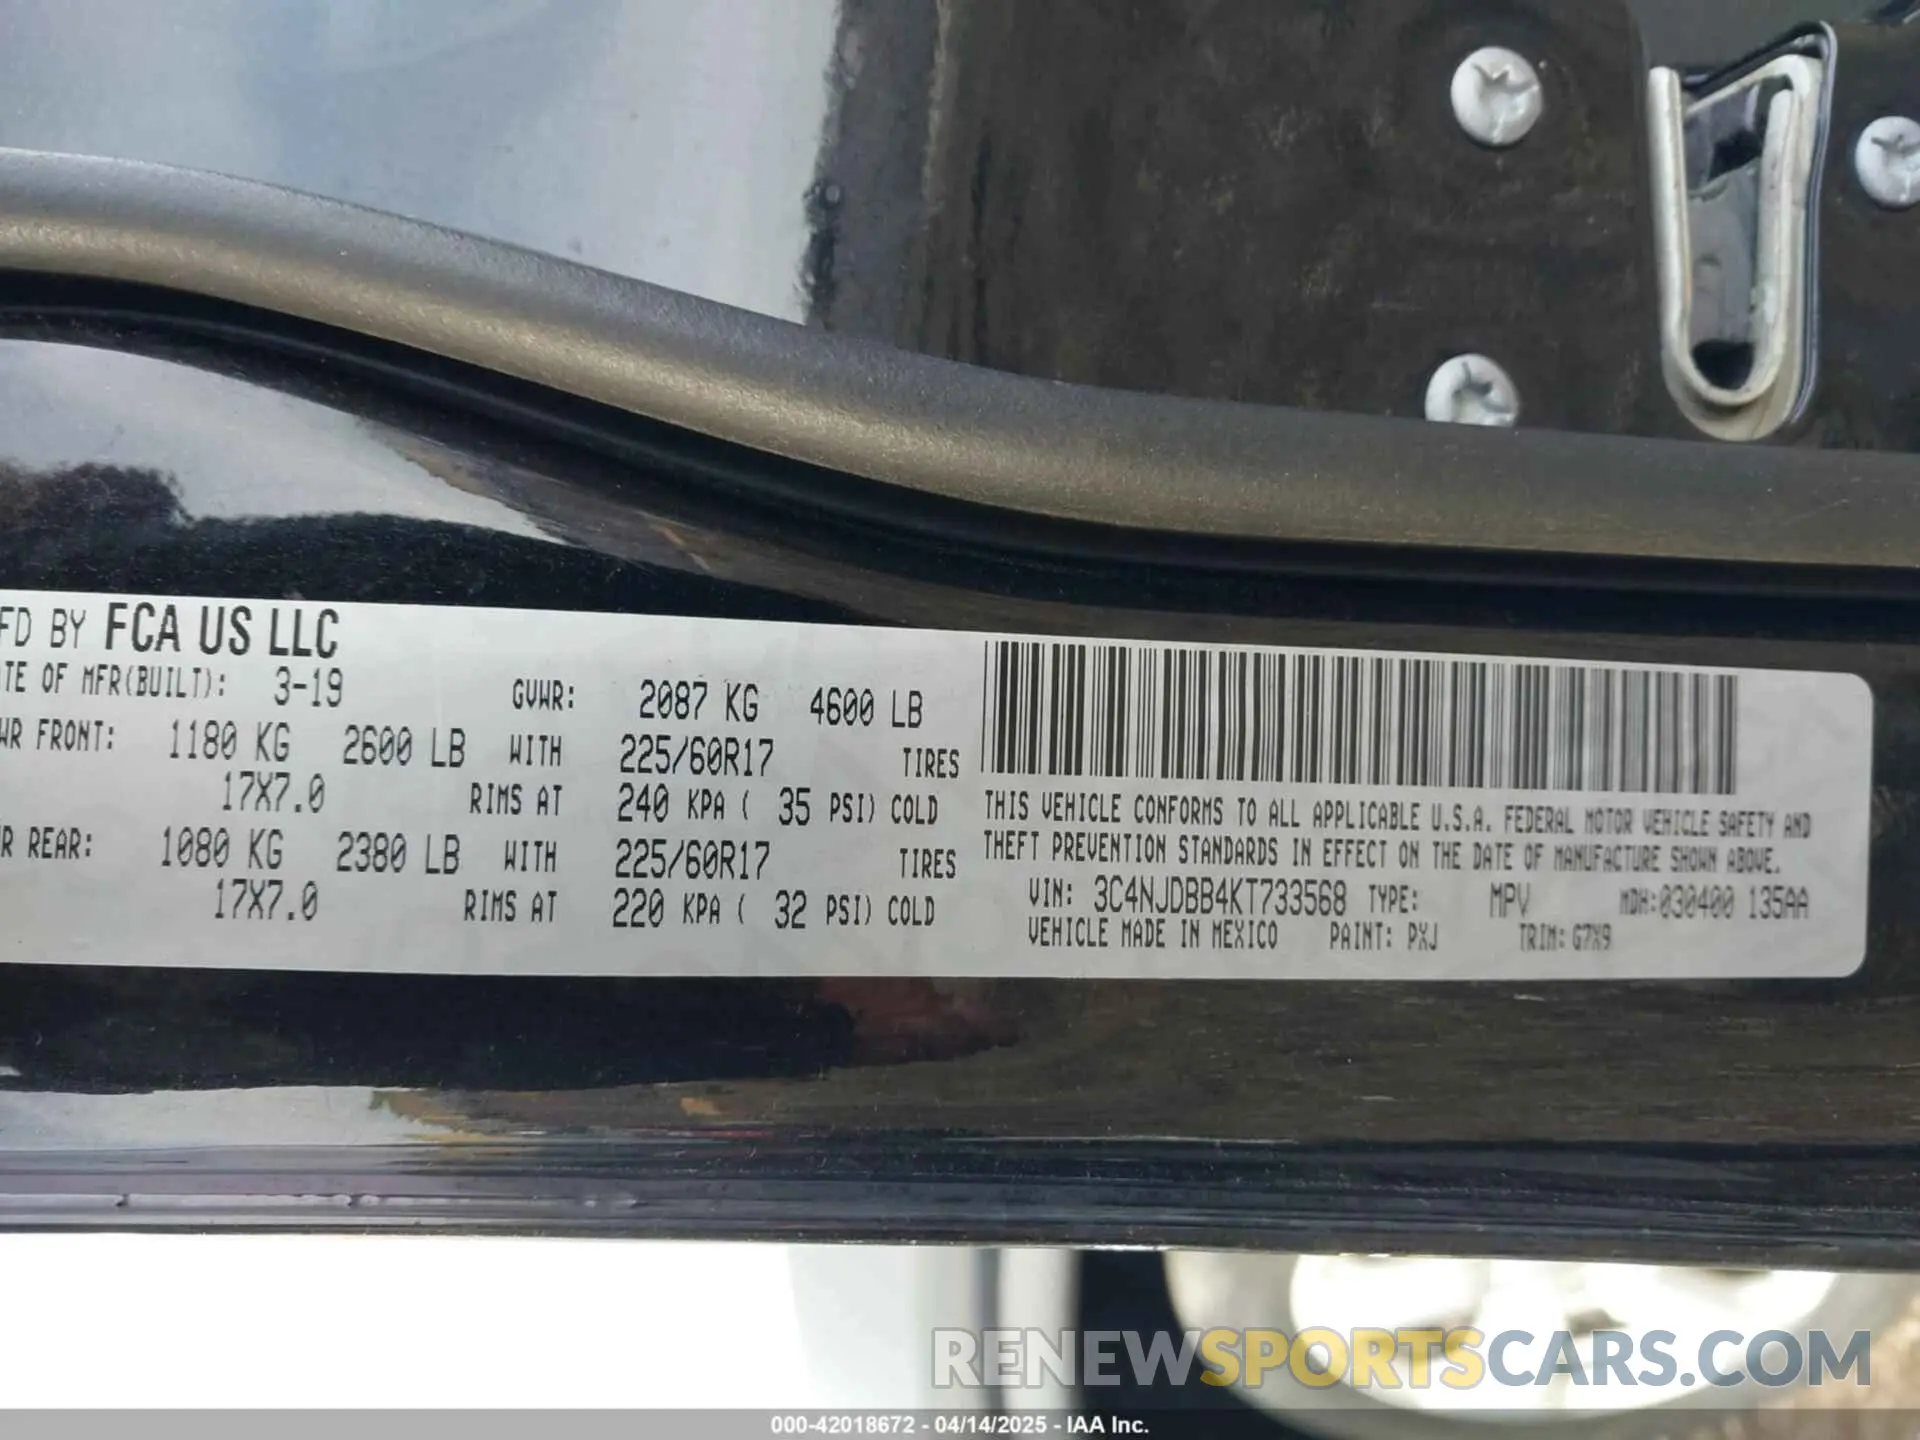 FD BY FCA US LLC
TE OF MFR(BUILT): 3-19 GVWR: 2087 KG 4600 LB
WR FRONT: 1180 KG 2600 LB WITH 225/60R17 TIRES
17X7.0 RIMS AT 240 KPA ( 35 PSI) COLD
R REAR: 1080 KG 2380 LB WITH 225/60R17 TIRES
17X7.0 RIMS AT 220 KPA ( 32 PSI) COLD
THIS VEHICLE CONFORMS TO ALL APPLICABLE U.S.A. FEDERAL MOTOR VEHICLE SAFETY AND
THEFT PREVENTION STANDARDS IN EFFECT ON THE DATE OF MANUFACTURE SHOWN ABOVE.
VIN: 3C4NJDBB4KT733568 TYPE: MPV MDH:030400 135AA
VEHICLE MADE IN MEXICO PAINT: PXJ TRIM: G7X9
RENEWSPORTSCARS.COM
000-42018672 - 04/14/2025 - IAA Inc.